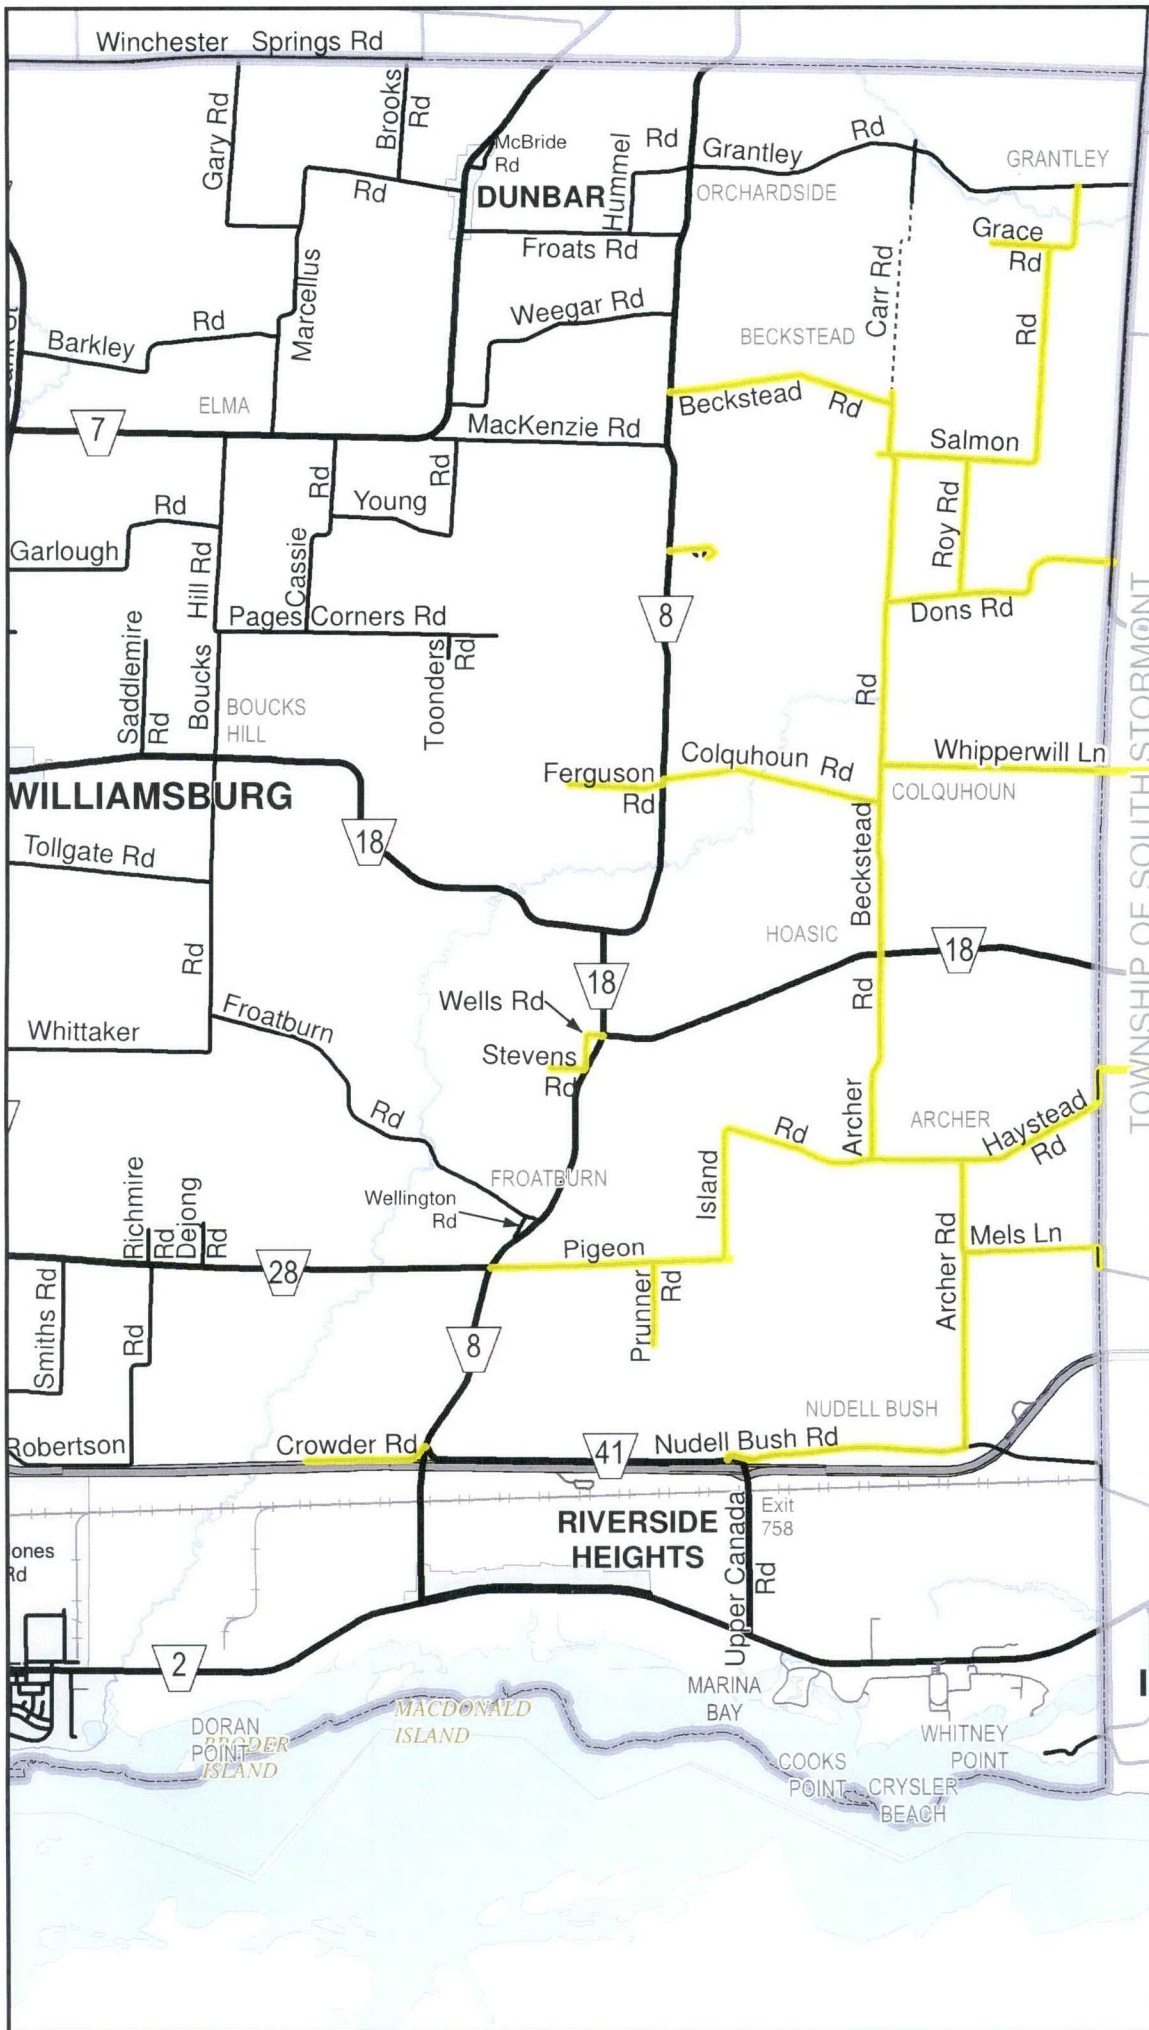 Winchester Springs Rd
Gary Rd
Brooks
Rd
McBride
Rd
Hummel
Rd
Grantley
Rd
GRANTLEY
Rd
DUNBAR
ORCHARDSIDE
Froats Rd
Grace
Rd
Carr Rd
Marcellus
Weegar Rd
Rd
Barkley
BECKSTEAD
Rd
ELMA
Beckstead
Rd
7
MacKenzie Rd
Salmon
Rd
Rd
Young
Rd
Roy Rd
Garlough
Hill Rd
Cassie
Dons Rd
Pages Corners Rd
8
Saddlemire
Rd
Boucks
Toonders
Rd
BOUCKS
HILL
Rd
TOWNSHIP OF SOUTH STORMONT
Colquhoun Rd
Whipperwill Ln
Ferguson
Rd
COLQUHOUN
WILLIAMSBURG
18
Tollgate Rd
Beckstead
HOASIC
18
Rd
18
Rd
Wells Rd
Froatburn
Whittaker
Stevens
Rd
Rd
Archer
ARCHER
Haystead
Rd
Rd
Island
FROATBURN
Wellington
Rd
Richmire
Rd
Dejong
Rd
Archer Rd
Mels Ln
Pigeon
28
Smiths Rd
Rd
Prunner
Rd
8
NUDELL BUSH
Robertson
Crowder Rd
41
Nudell Bush Rd
RIVERSIDE
HEIGHTS
Exit
758
Upper Canada
Rd
ones
Rd
2
MARINA
BAY
MACDONALD
ISLAND
DORAN
POINT
BRODER
ISLAND
WHITNEY
POINT
COOKS
POINT
CRYSLER
BEACH